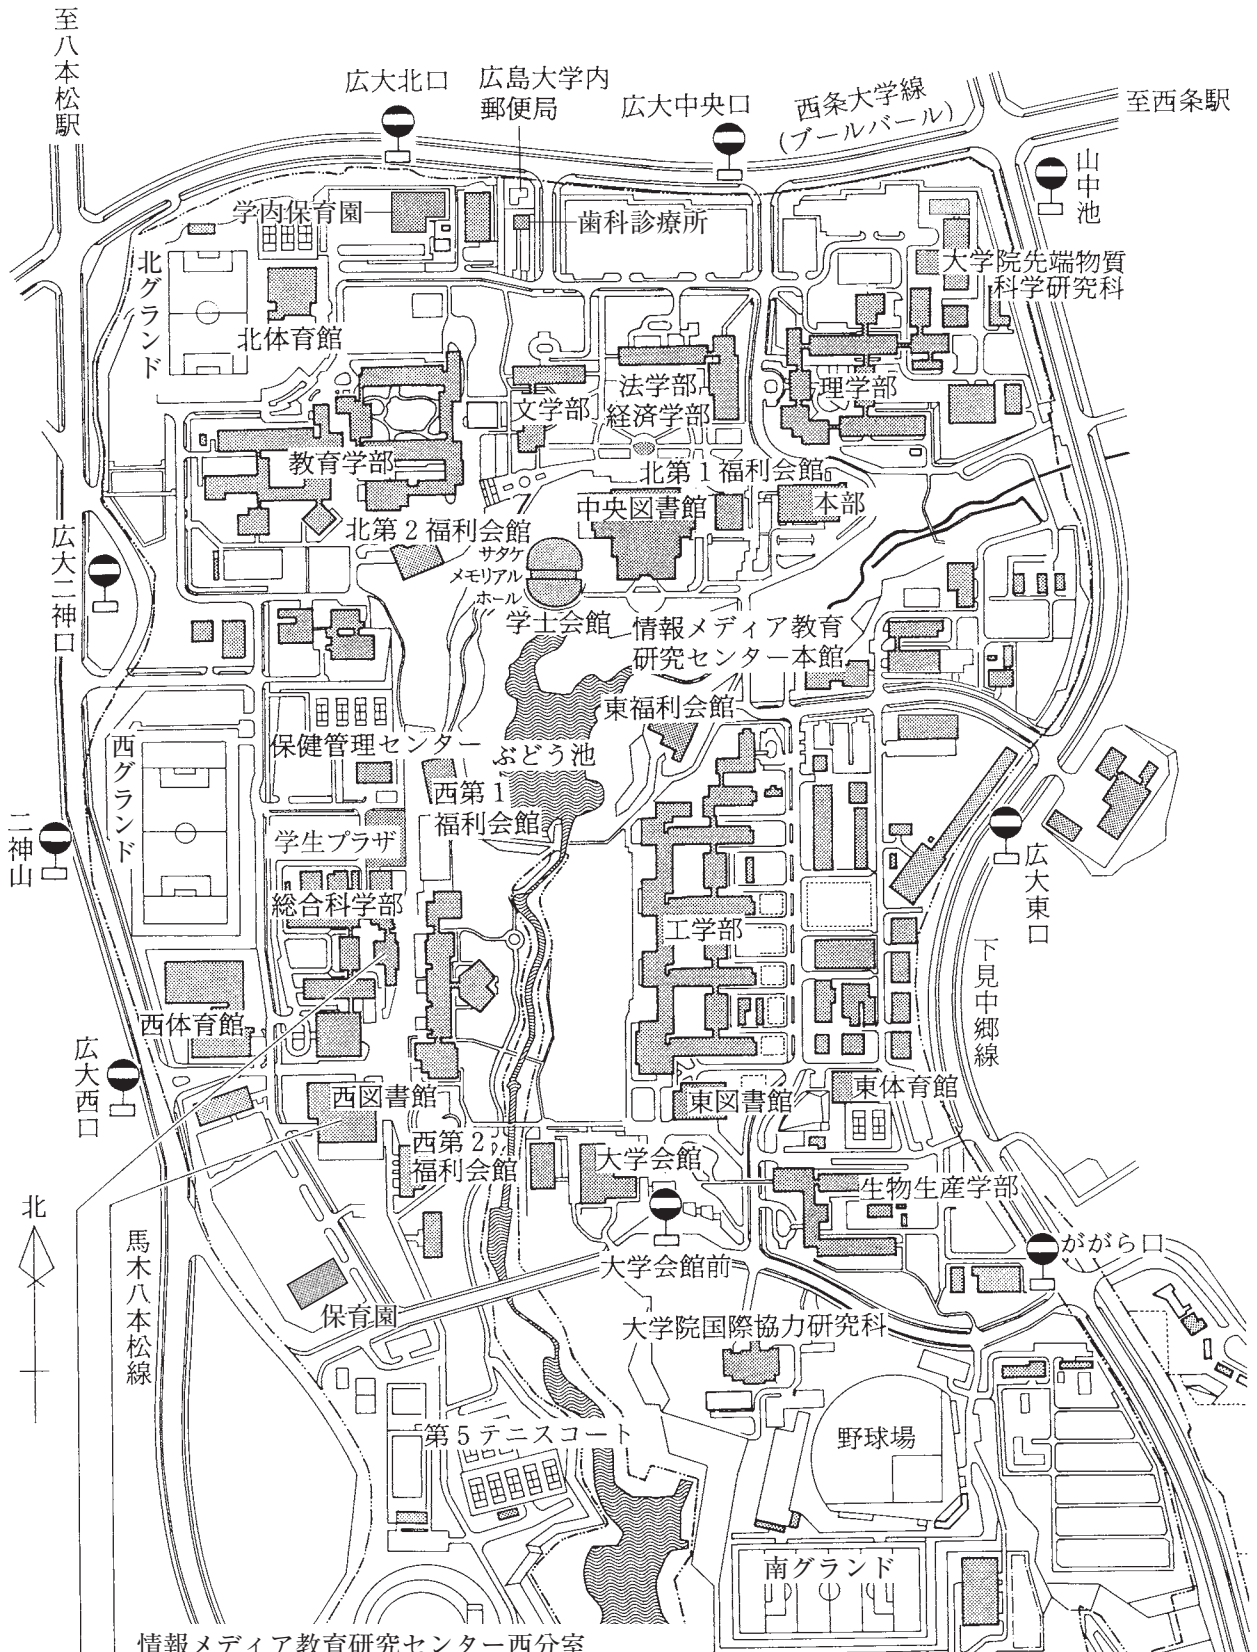 至八本松駅
広大北口
広島大学内
郵便局
広大中央口
西条大学線
(ブールバール)
至西条駅
山中池
学内保育園
歯科診療所
大学院先端物質
科学研究科
北グランド
北体育館
法学部
経済学部
文学部
理学部
教育学部
北第1福利会館
中央図書館
本部
北第2福利会館
サタケ
メモリアル
ホール
学士会館
広大二神口
情報メディア教育
研究センター本館
東福利会館
保健管理センター
ぶどう池
西グランド
西第1
福利会館
二神山
学生プラザ
広大東口
総合科学部
工学部
下見中郷線
西体育館
広大西口
西図書館
東図書館
東体育館
西第2
福利会館
大学会館
生物生産学部
北
馬木八本松線
大学会館前
ががら口
保育園
大学院国際協力研究科
第5テニスコート
野球場
南グランド
情報メディア教育研究センター西分室